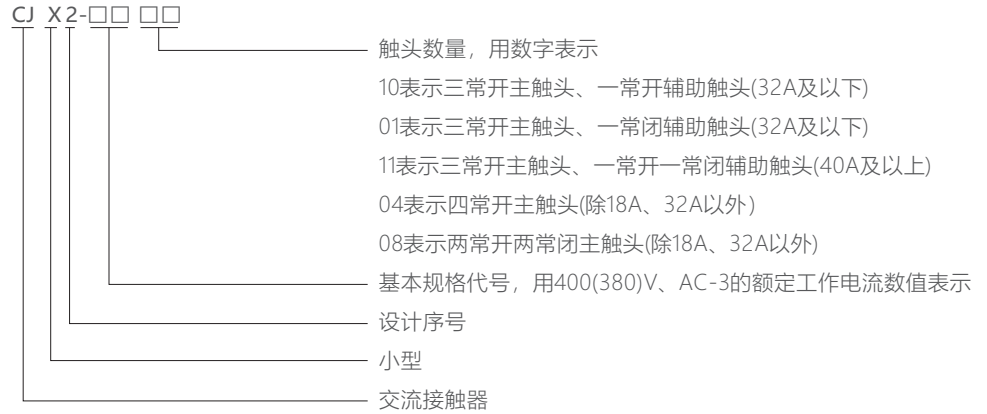 CJ X2-□□ □□
触头数量，用数字表示
10表示三常开主触头、一常开辅助触头(32A及以下)
01表示三常开主触头、一常闭辅助触头(32A及以下)
11表示三常开主触头、一常开一常闭辅助触头(40A及以上)
04表示四常开主触头(除18A、32A以外）
08表示两常开两常闭主触头(除18A、32A以外)
基本规格代号，用400(380)V、AC-3的额定工作电流数值表示
设计序号
小型
交流接触器